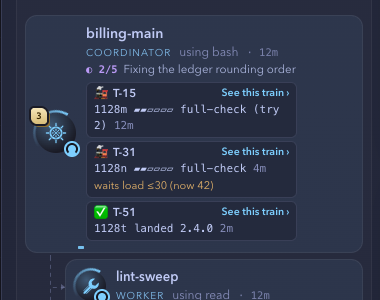 billing-main
COORDINATOR using bash · 12m
2/5 Fixing the ledger rounding order
3
T-15 See this train ›
1128m ▰▰▱▱▱▱ full-check (try
2) 12m
T-31 See this train ›
1128n ▰▰▱▱▱▱ full-check 4m
waits load ≤30 (now 42)
T-51 See this train ›
1128t landed 2.4.0 2m
lint-sweep
WORKER using read · 12m